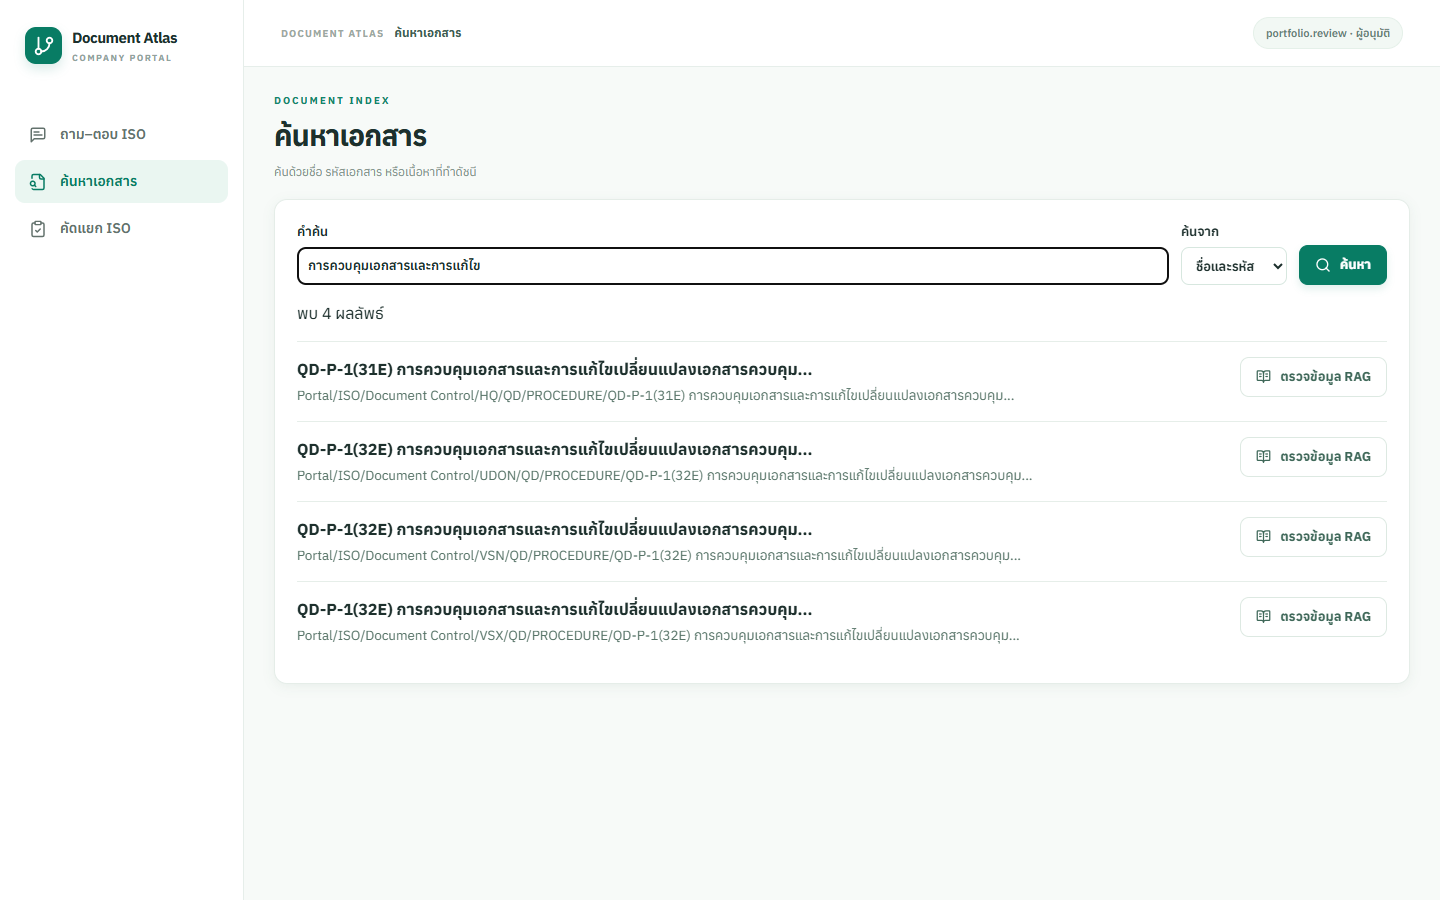 Document Atlas
COMPANY PORTAL
ถาม–ตอบ ISO
ค้นหาเอกสาร
คัดแยก ISO
DOCUMENT ATLAS ค้นหาเอกสาร
portfolio.review · ผู้อนุมัติ
DOCUMENT INDEX
ค้นหาเอกสาร
ค้นด้วยชื่อ รหัสเอกสาร หรือเนื้อหาที่ทำดัชนี
คำค้น
ค้นจาก
การควบคุมเอกสารและการแก้ไข
ชื่อและรหัส
ค้นหา
พบ 4 ผลลัพธ์
QD-P-1(31E) การควบคุมเอกสารและการแก้ไขเปลี่ยนแปลงเอกสารควบคุม...
Portal/ISO/Document Control/HQ/QD/PROCEDURE/QD-P-1(31E) การควบคุมเอกสารและการแก้ไขเปลี่ยนแปลงเอกสารควบคุม...
ตรวจข้อมูล RAG
QD-P-1(32E) การควบคุมเอกสารและการแก้ไขเปลี่ยนแปลงเอกสารควบคุม...
Portal/ISO/Document Control/UDON/QD/PROCEDURE/QD-P-1(32E) การควบคุมเอกสารและการแก้ไขเปลี่ยนแปลงเอกสารควบคุม...
ตรวจข้อมูล RAG
QD-P-1(32E) การควบคุมเอกสารและการแก้ไขเปลี่ยนแปลงเอกสารควบคุม...
Portal/ISO/Document Control/VSN/QD/PROCEDURE/QD-P-1(32E) การควบคุมเอกสารและการแก้ไขเปลี่ยนแปลงเอกสารควบคุม...
ตรวจข้อมูล RAG
QD-P-1(32E) การควบคุมเอกสารและการแก้ไขเปลี่ยนแปลงเอกสารควบคุม...
Portal/ISO/Document Control/VSX/QD/PROCEDURE/QD-P-1(32E) การควบคุมเอกสารและการแก้ไขเปลี่ยนแปลงเอกสารควบคุม...
ตรวจข้อมูล RAG